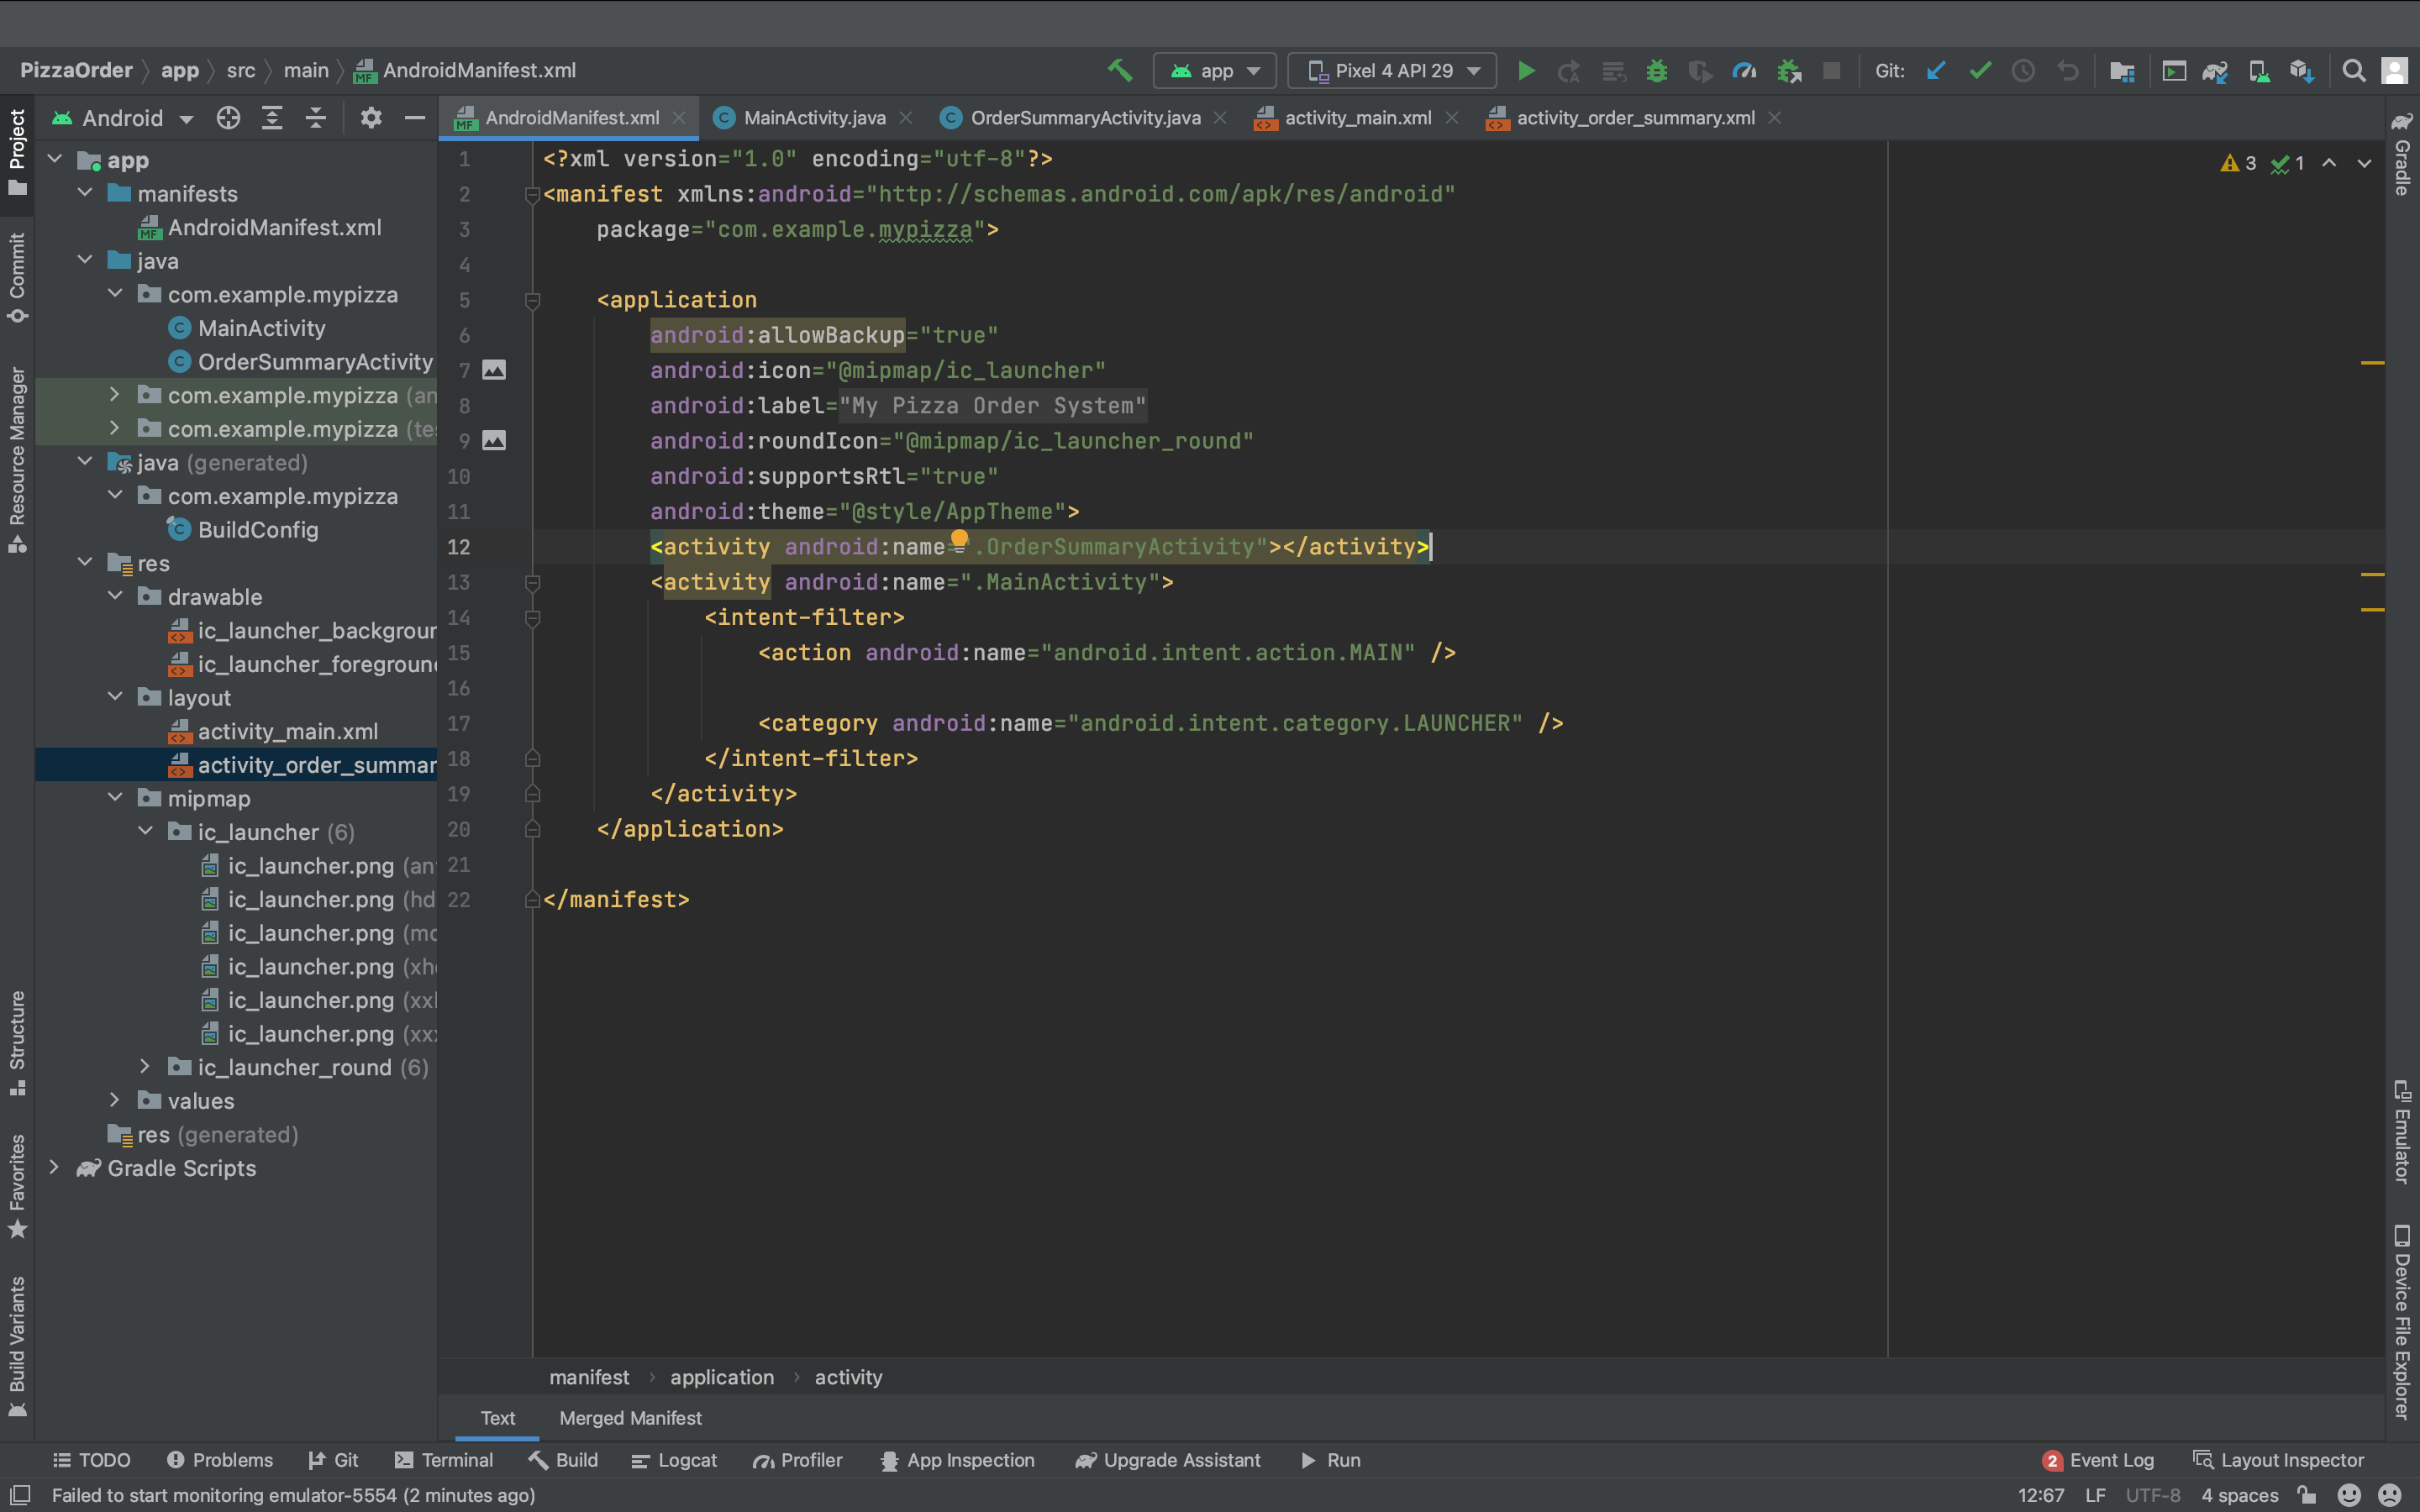 PizzaOrder app src main AndroidManifest.xml app Pixel 4 API 29 Git:
Android AndroidManifest.xml MainActivity.java OrderSummaryActivity.java activity_main.xml activity_order_summary.xml
Project
Commit
Resource Manager
Structure
Favorites
Build Variants
app
manifests
AndroidManifest.xml
java
com.example.mypizza
MainActivity
OrderSummaryActivity
com.example.mypizza (an
com.example.mypizza (te
java (generated)
com.example.mypizza
BuildConfig
res
drawable
ic_launcher_backgroun
ic_launcher_foreground
layout
activity_main.xml
activity_order_summar
mipmap
ic_launcher (6)
ic_launcher.png (an
ic_launcher.png (hd
ic_launcher.png (md
ic_launcher.png (xh
ic_launcher.png (xx
ic_launcher.png (xxx
ic_launcher_round (6)
values
res (generated)
Gradle Scripts
1 <?xml version="1.0" encoding="utf-8"?>
2 <manifest xmlns:android="http://schemas.android.com/apk/res/android"
3 package="com.example.mypizza">
4
5 <application
6 android:allowBackup="true"
7 android:icon="@mipmap/ic_launcher"
8 android:label="My Pizza Order System"
9 android:roundIcon="@mipmap/ic_launcher_round"
10 android:supportsRtl="true"
11 android:theme="@style/AppTheme">
12 <activity android:name=".OrderSummaryActivity"></activity>
13 <activity android:name=".MainActivity">
14 <intent-filter>
15 <action android:name="android.intent.action.MAIN" />
16
17 <category android:name="android.intent.category.LAUNCHER" />
18 </intent-filter>
19 </activity>
20 </application>
21
22 </manifest>
3 1
Gradle
Emulator
Device File Explorer
manifest application activity
Text Merged Manifest
TODO Problems Git Terminal Build Logcat Profiler App Inspection Upgrade Assistant Run 2 Event Log Layout Inspector
Failed to start monitoring emulator-5554 (2 minutes ago) 12:67 LF UTF-8 4 spaces